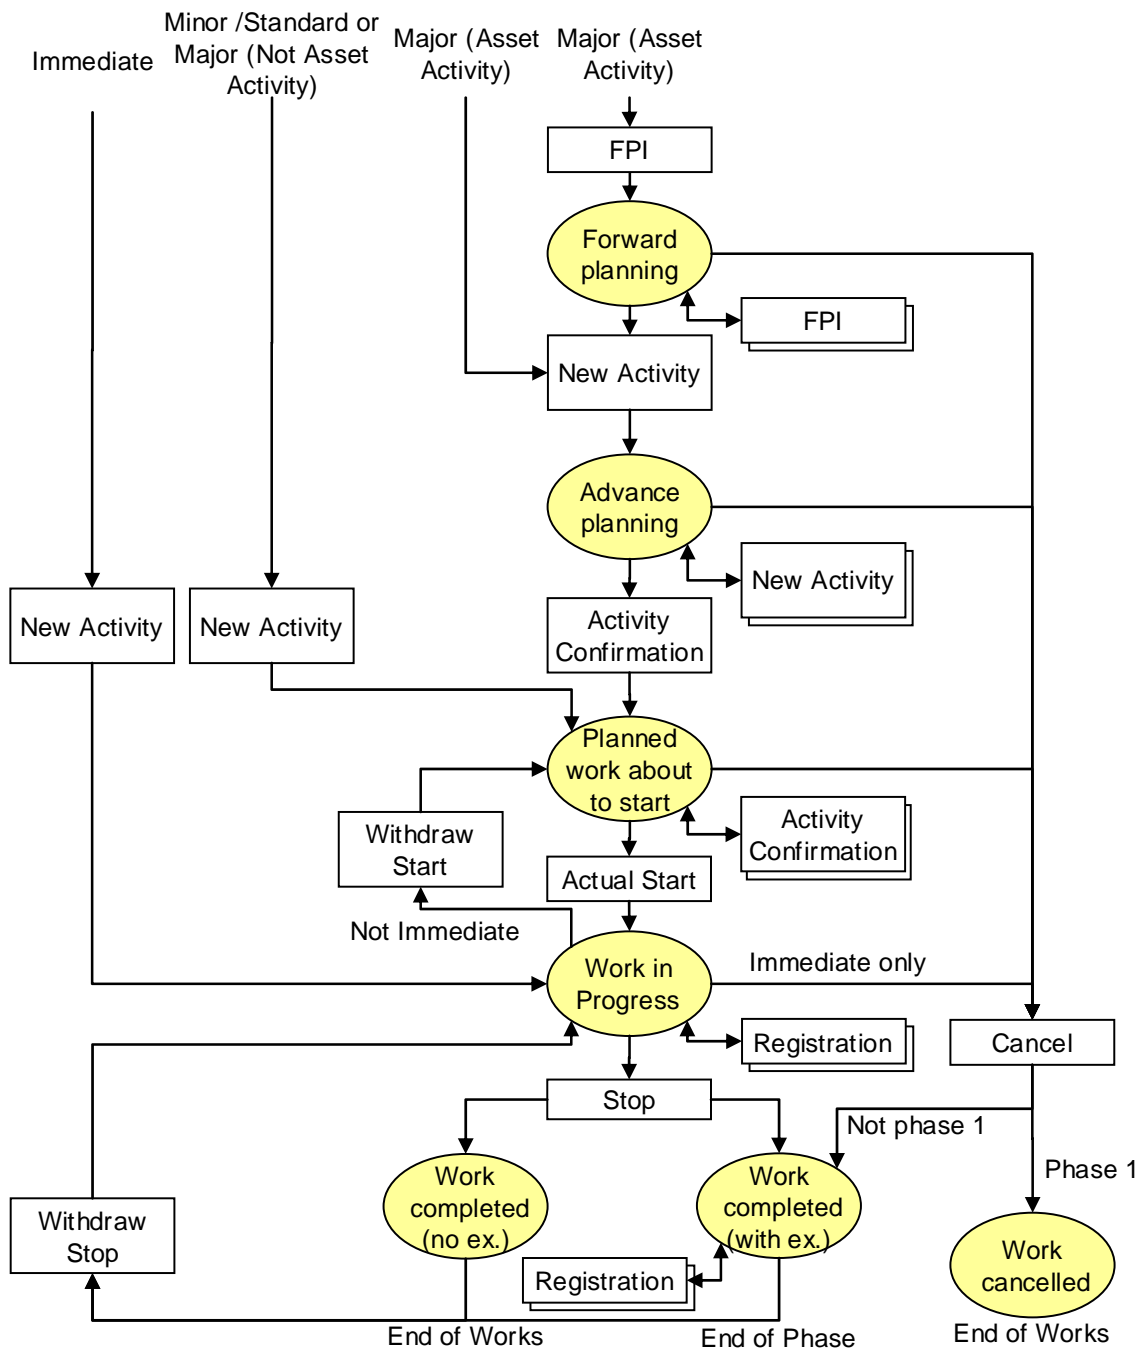 Immediate
Minor /Standard or
Major (Not Asset
Activity)
Major (Asset
Activity)
Major (Asset
Activity)
FPI
Forward
planning
FPI
New Activity
Advance
planning
New Activity
New Activity
New Activity
Activity
Confirmation
Planned
work about
to start
Withdraw
Start
Activity
Confirmation
Actual Start
Not Immediate
Work in
Progress
Immediate only
Registration
Cancel
Stop
Not phase 1
Phase 1
Work
completed
(no ex.)
Work
completed
(with ex.)
Withdraw
Stop
Registration
Work
cancelled
End of Works
End of Phase
End of Works